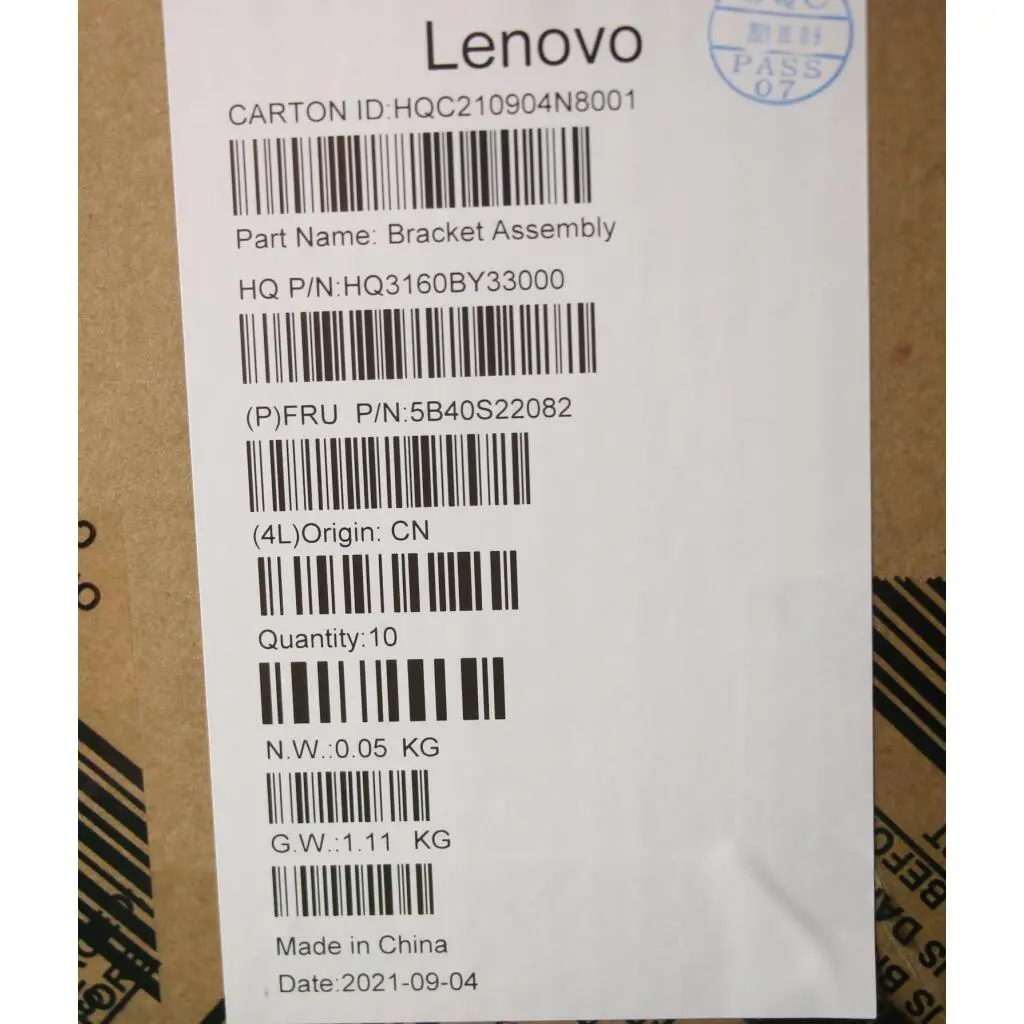 Lenovo
PASS
07
CARTON ID:HQC210904N8001
Part Name: Bracket Assembly
HQ P/N:HQ3160BY33000
(P)FRU P/N:5B40S22082
(4L)Origin: CN
Quantity:10
N.W.:0.05 KG
G.W.:1.11 KG
Made in China
Date:2021-09-04